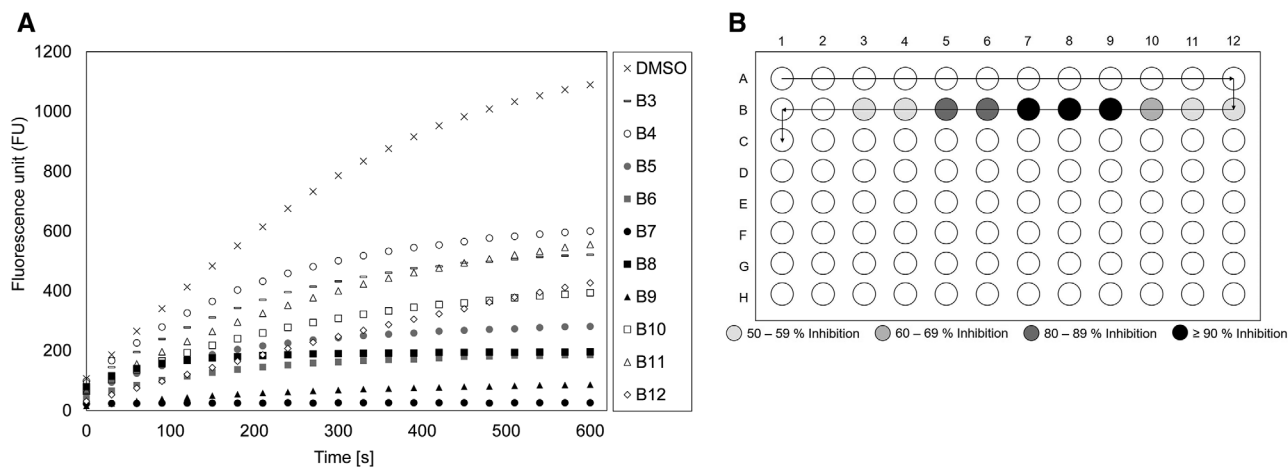 A
1200
1000
800
600
400
200
0
Fluorescence unit (FU)
0 100 200 300 400 500 600
Time [s]
DMSO
B3
B4
B5
B6
B7
B8
B9
B10
B11
B12
B
1 2 3 4 5 6 7 8 9 10 11 12
A
B
C
D
E
F
G
H
50 – 59 % Inhibition 60 – 69 % Inhibition 80 – 89 % Inhibition ≥ 90 % Inhibition